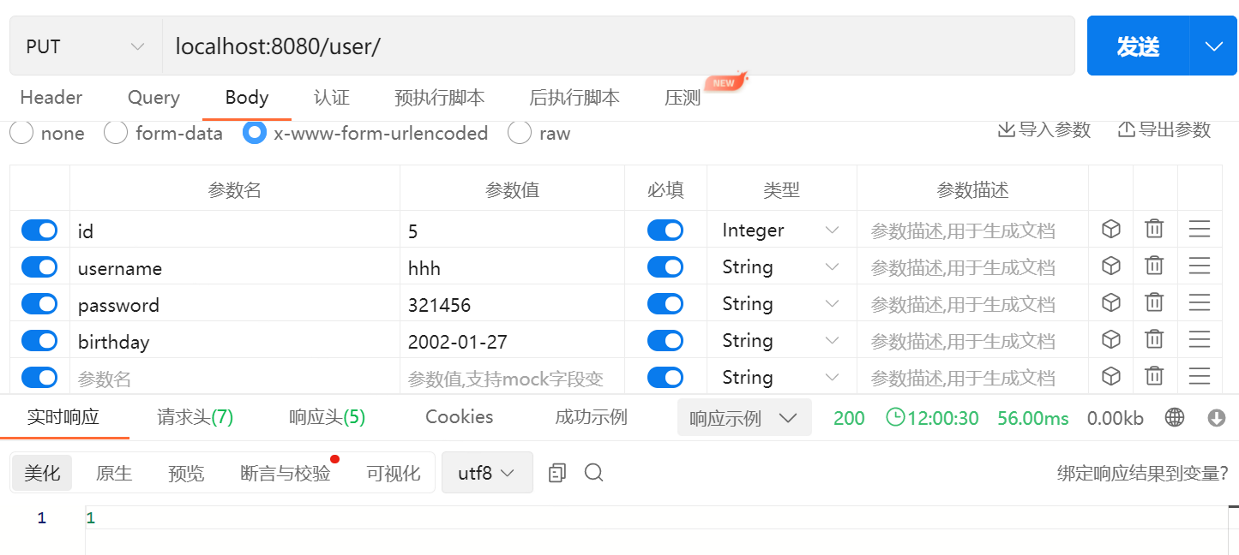 PUT localhost:8080/user/ 发送
Header Query Body 认证 预执行脚本 后执行脚本 压测 NEW
none form-data x-www-form-urlencoded raw 导入参数 导出参数
参数名 参数值 必填 类型 参数描述
id 5 Integer 参数描述,用于生成文档
username hhh String 参数描述,用于生成文档
password 321456 String 参数描述,用于生成文档
birthday 2002-01-27 String 参数描述,用于生成文档
参数名 参数值,支持mock字段变 String 参数描述,用于生成文档
实时响应 请求头(7) 响应头(5) Cookies 成功示例 响应示例 200 12:00:30 56.00ms 0.00kb
美化 原生 预览 断言与校验 可视化 utf8 绑定响应结果到变量?
1 1